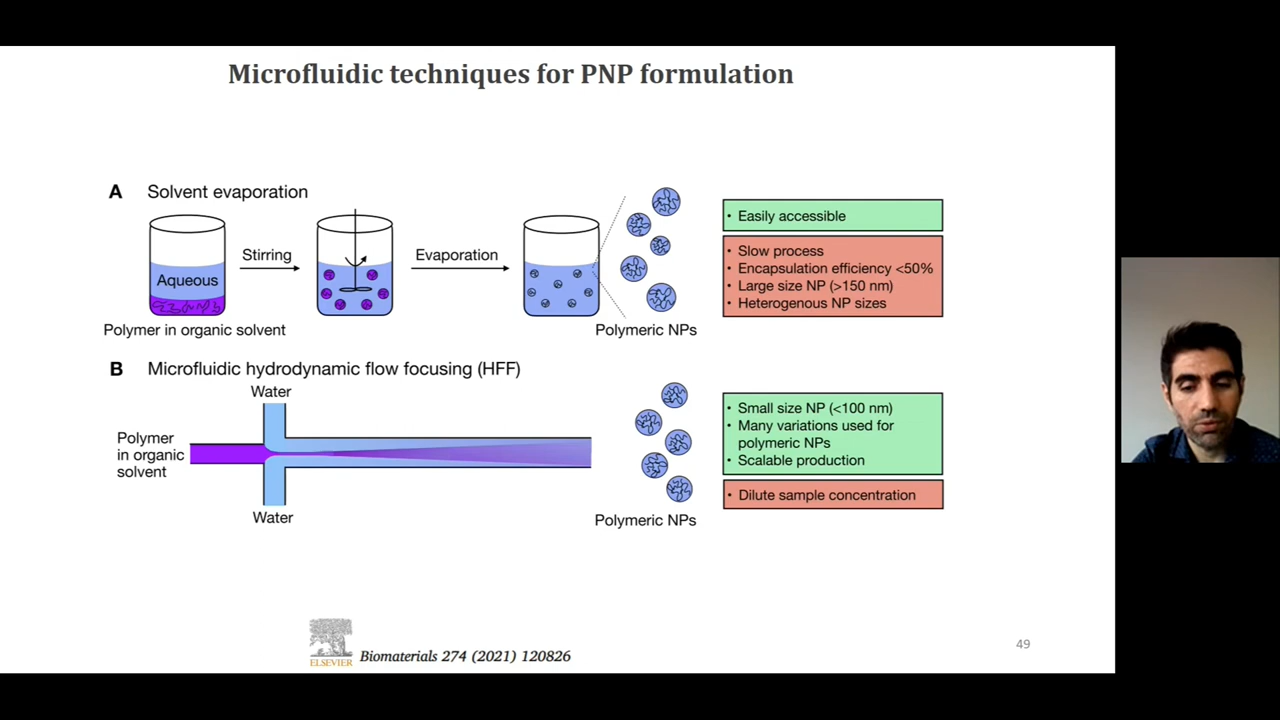 Microfluidic techniques for PNP formulation
A Solvent evaporation
Aqueous
Stirring
Evaporation
Polymer in organic solvent
Polymeric NPs
• Easily accessible
• Slow process
• Encapsulation efficiency <50%
• Large size NP (>150 nm)
• Heterogenous NP sizes
B Microfluidic hydrodynamic flow focusing (HFF)
Water
Polymer
in organic
solvent
Water
Polymeric NPs
• Small size NP (<100 nm)
• Many variations used for
polymeric NPs
• Scalable production
• Dilute sample concentration
ELSEVIER
Biomaterials 274 (2021) 120826
49